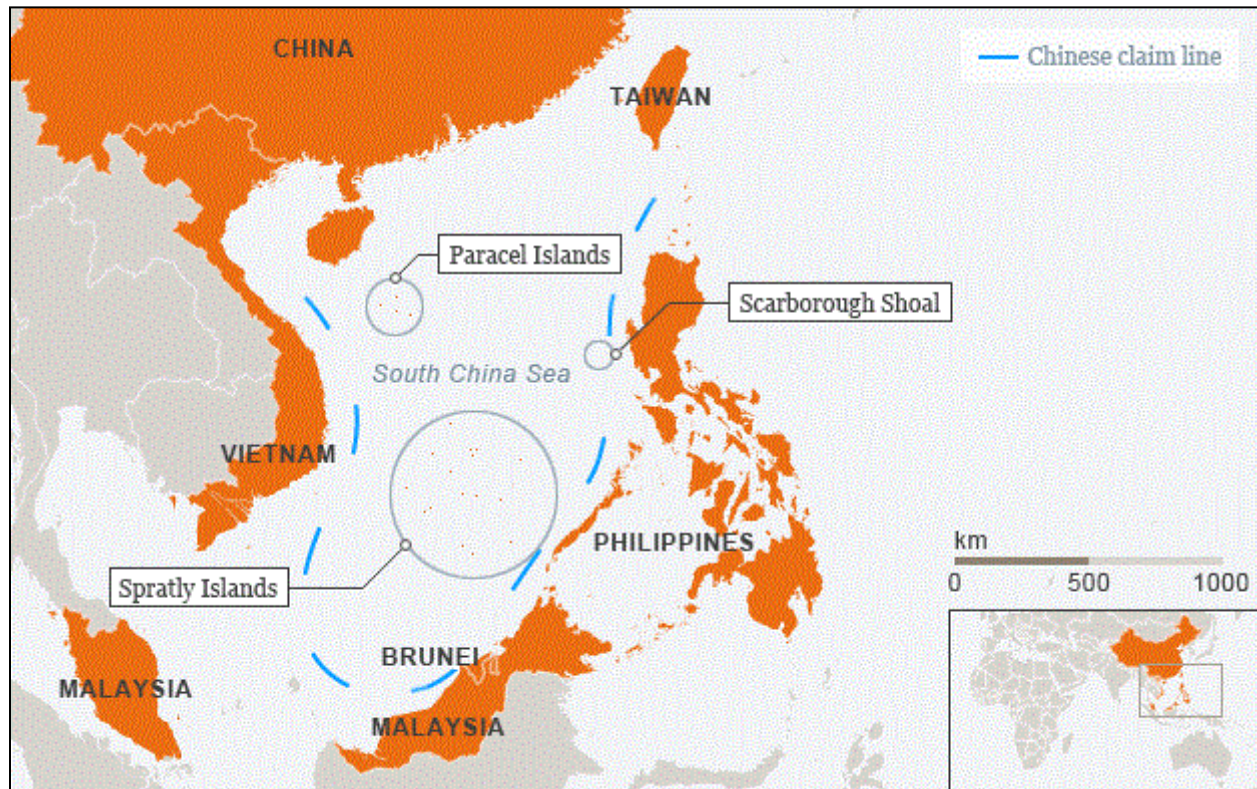 CHINA
Chinese claim line
TAIWAN
Paracel Islands
Scarborough Shoal
South China Sea
VIETNAM
PHILIPPINES
km
0 500 1000
Spratly Islands
BRUNEI
MALAYSIA
MALAYSIA